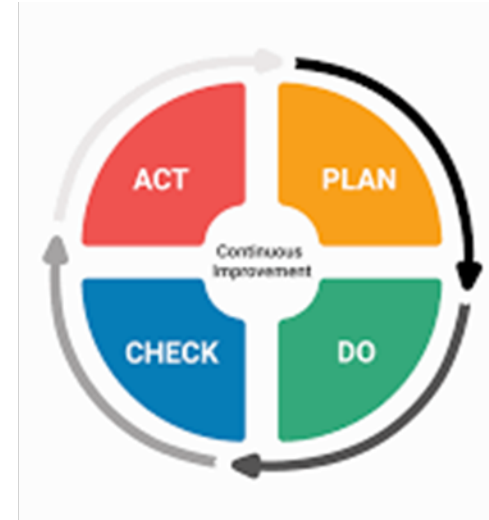 ACT
PLAN
Continuous
Improvement
CHECK
DO